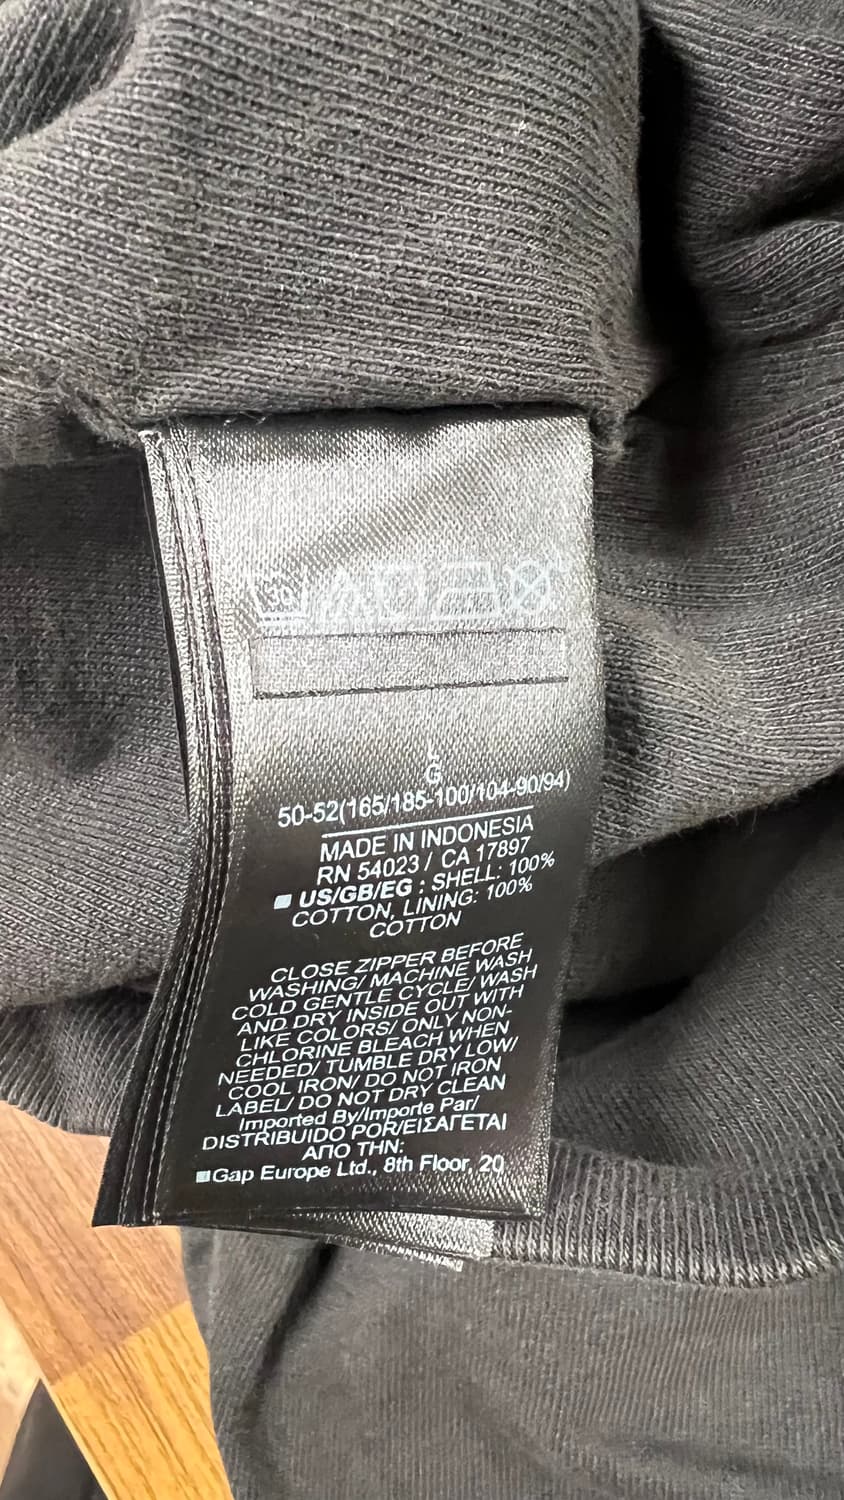 30
L
G
50-52(165/185-100/104-90/94)
MADE IN INDONESIA
RN 54023 / CA 17897
US/GB/EG : SHELL: 100%
COTTON, LINING: 100%
COTTON
CLOSE ZIPPER BEFORE
WASHING/ MACHINE WASH
COLD GENTLE CYCLE/ WASH
AND DRY INSIDE OUT WITH
LIKE COLORS/ ONLY NON-
CHLORINE BLEACH WHEN
NEEDED/ TUMBLE DRY LOW/
COOL IRON/ DO NOT IRON
LABEL/ DO NOT DRY CLEAN
Imported By/Importe Par/
DISTRIBUIDO POR/ΕΙΣΑΓΕΤΑΙ
ΑΠΟ ΤΗΝ:
Gap Europe Ltd., 8th Floor, 20